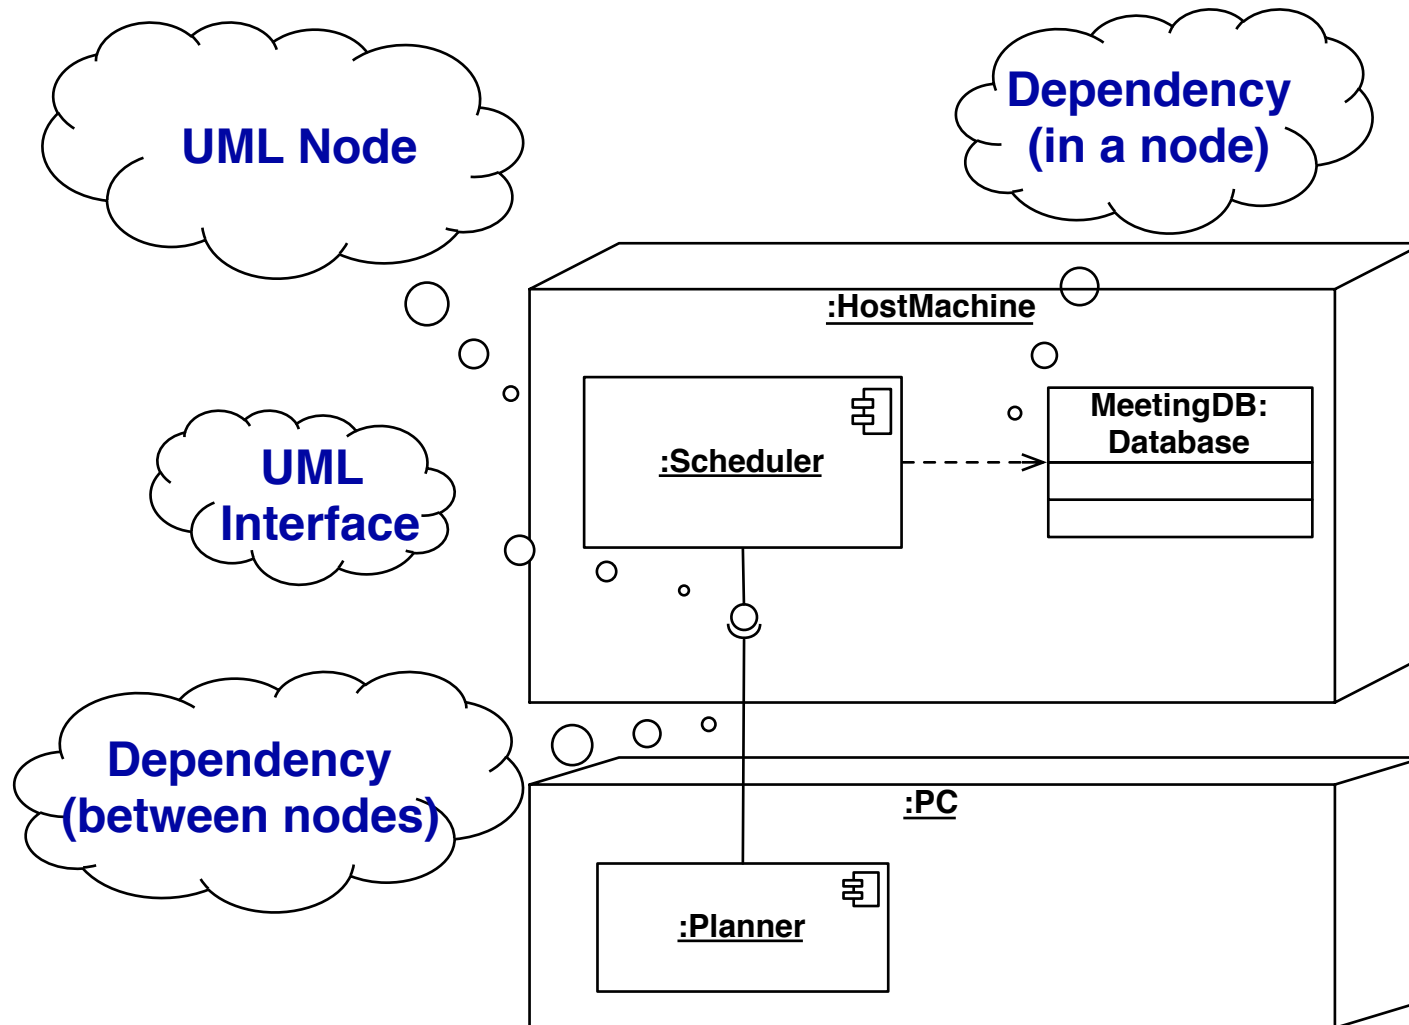 UML Node
Dependency
(in a node)
:HostMachine
MeetingDB:
Database
:Scheduler
UML
Interface
Dependency
(between nodes)
:PC
:Planner